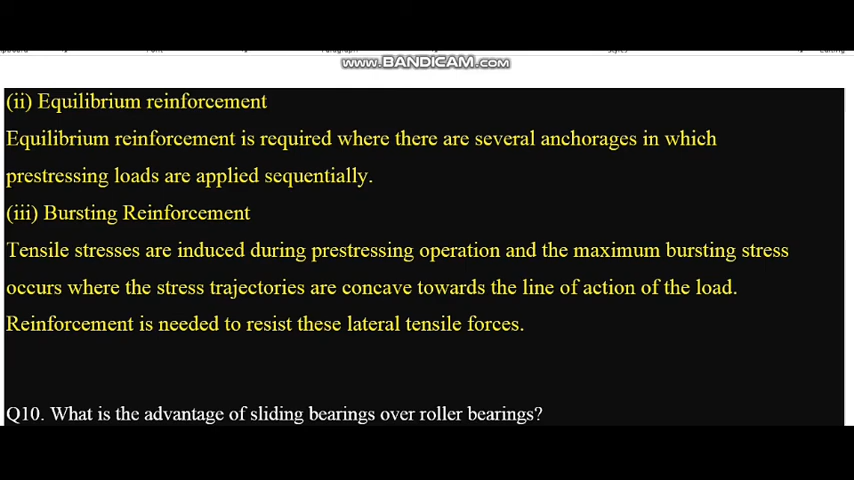 www.BANDICAM.com
(ii) Equilibrium reinforcement
Equilibrium reinforcement is required where there are several anchorages in which
prestressing loads are applied sequentially.
(iii) Bursting Reinforcement
Tensile stresses are induced during prestressing operation and the maximum bursting stress
occurs where the stress trajectories are concave towards the line of action of the load.
Reinforcement is needed to resist these lateral tensile forces.
Q10. What is the advantage of sliding bearings over roller bearings?